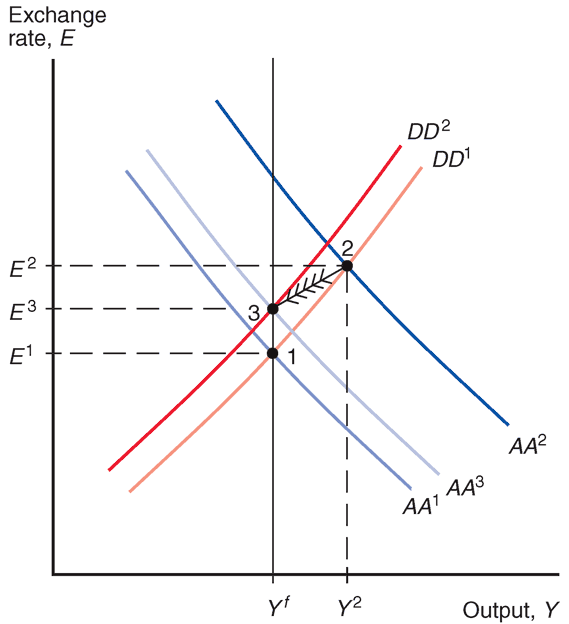 Exchange
rate, E
DD²
DD¹
2
E²
E³
3
E¹
1
AA²
AA³
AA¹
Yᶠ
Y²
Output, Y